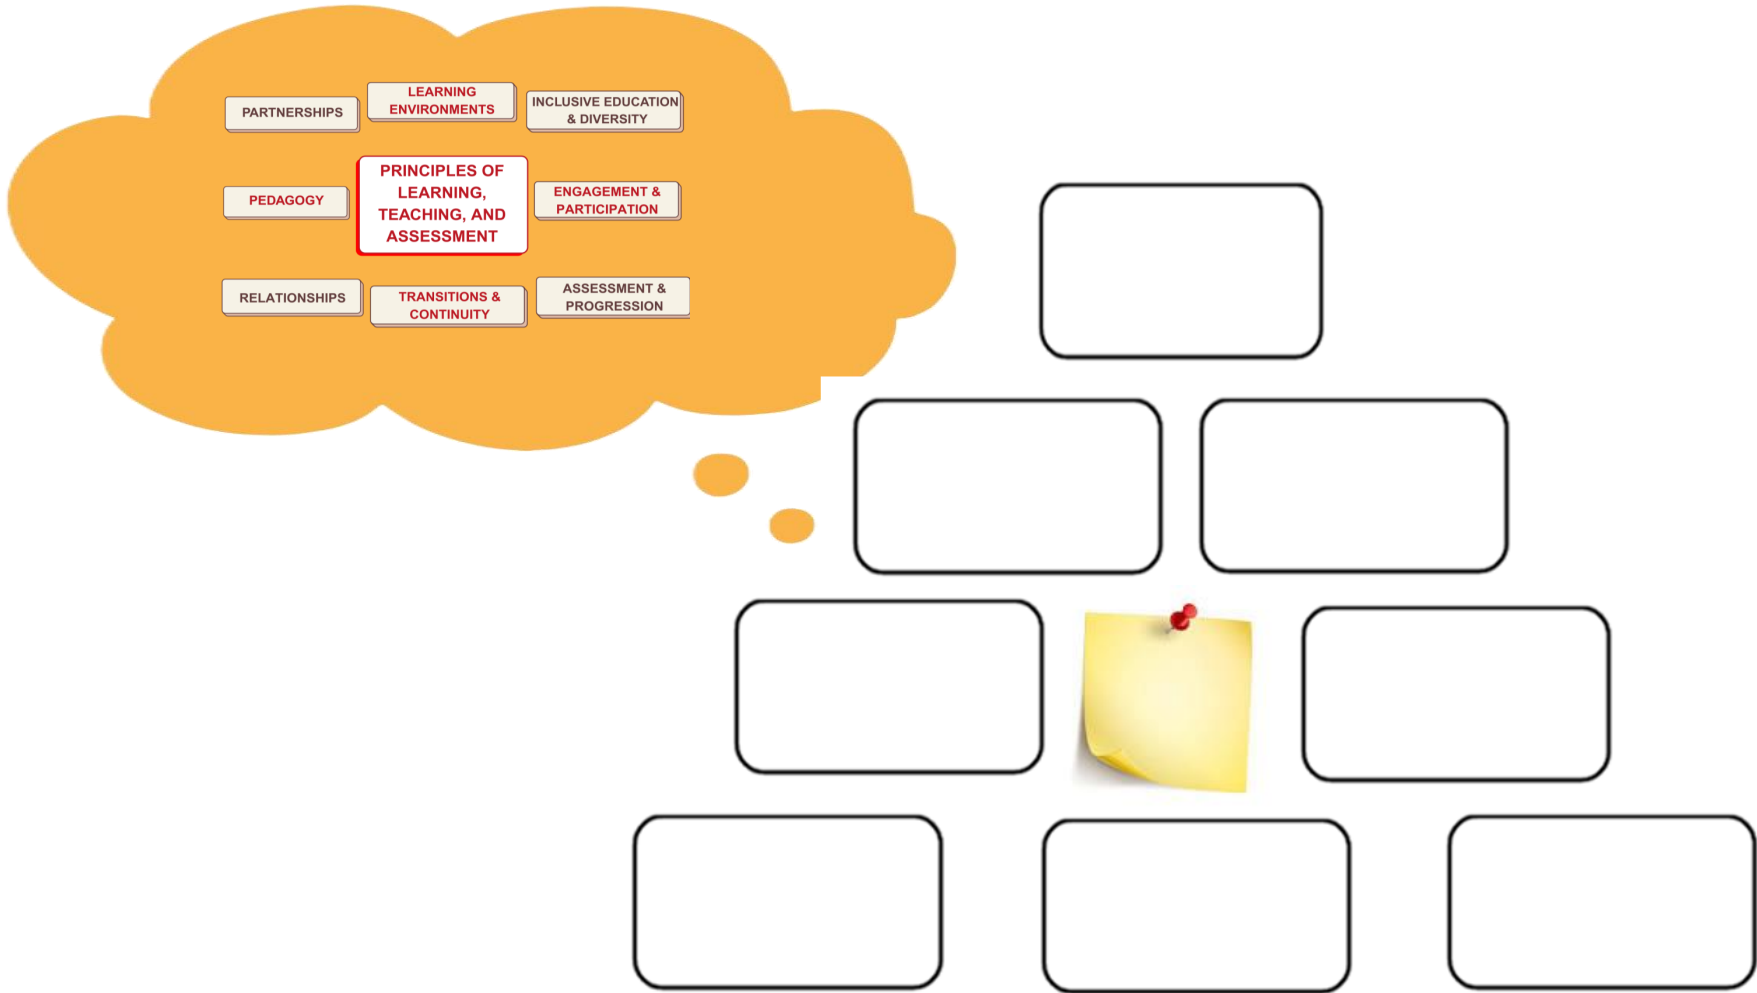 PARTNERSHIPS
LEARNING
ENVIRONMENTS
INCLUSIVE EDUCATION
& DIVERSITY
PEDAGOGY
PRINCIPLES OF
LEARNING,
TEACHING, AND
ASSESSMENT
ENGAGEMENT &
PARTICIPATION
RELATIONSHIPS
TRANSITIONS &
CONTINUITY
ASSESSMENT &
PROGRESSION